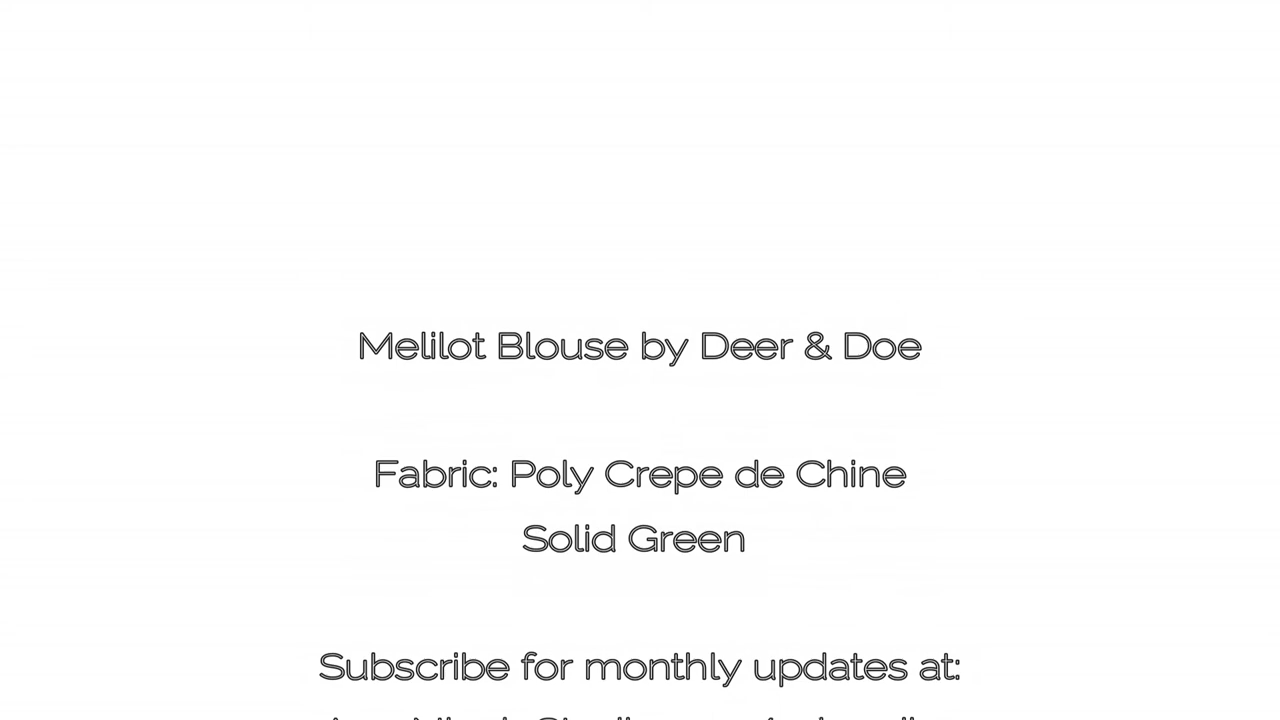 Melilot Blouse by Deer & Doe
Fabric: Poly Crepe de Chine
Solid Green
Subscribe for monthly updates at: